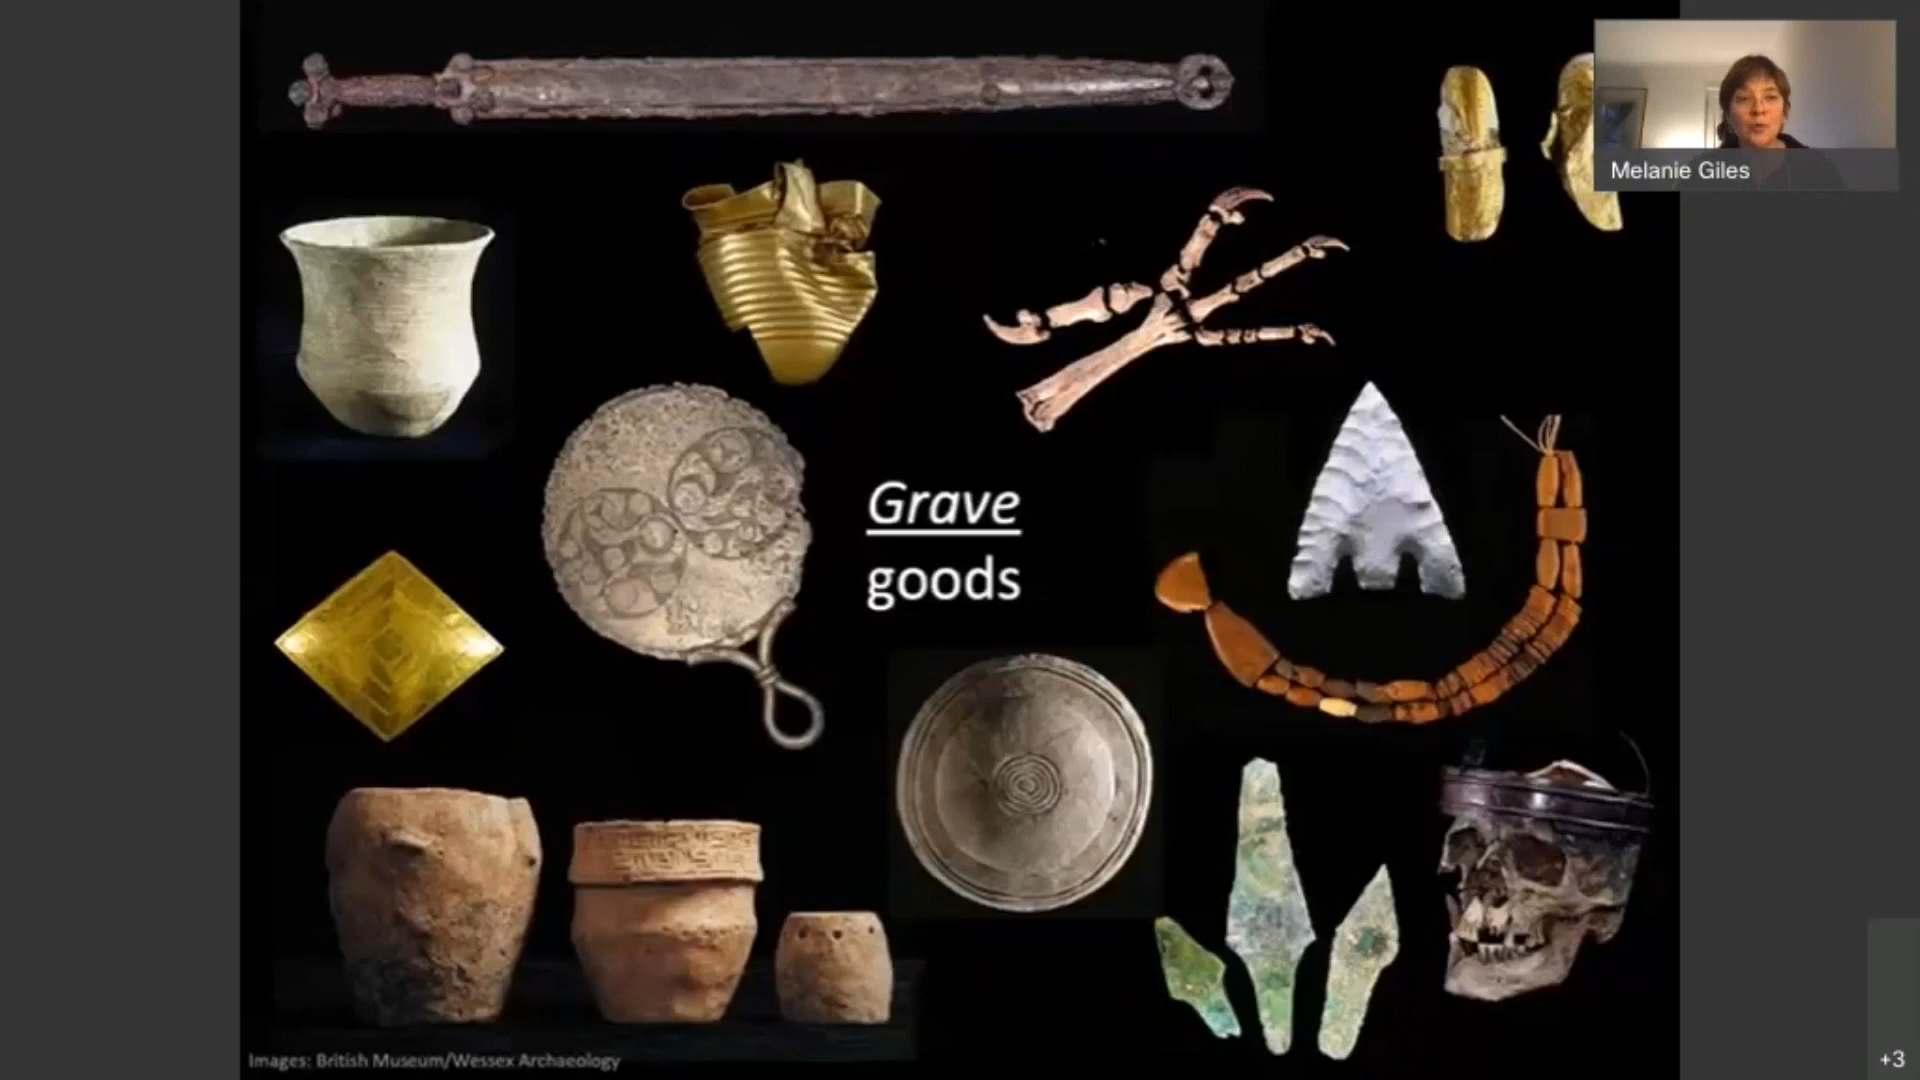 Melanie Giles
Grave
goods
Images: British Museum/Wessex Archaeology
+3